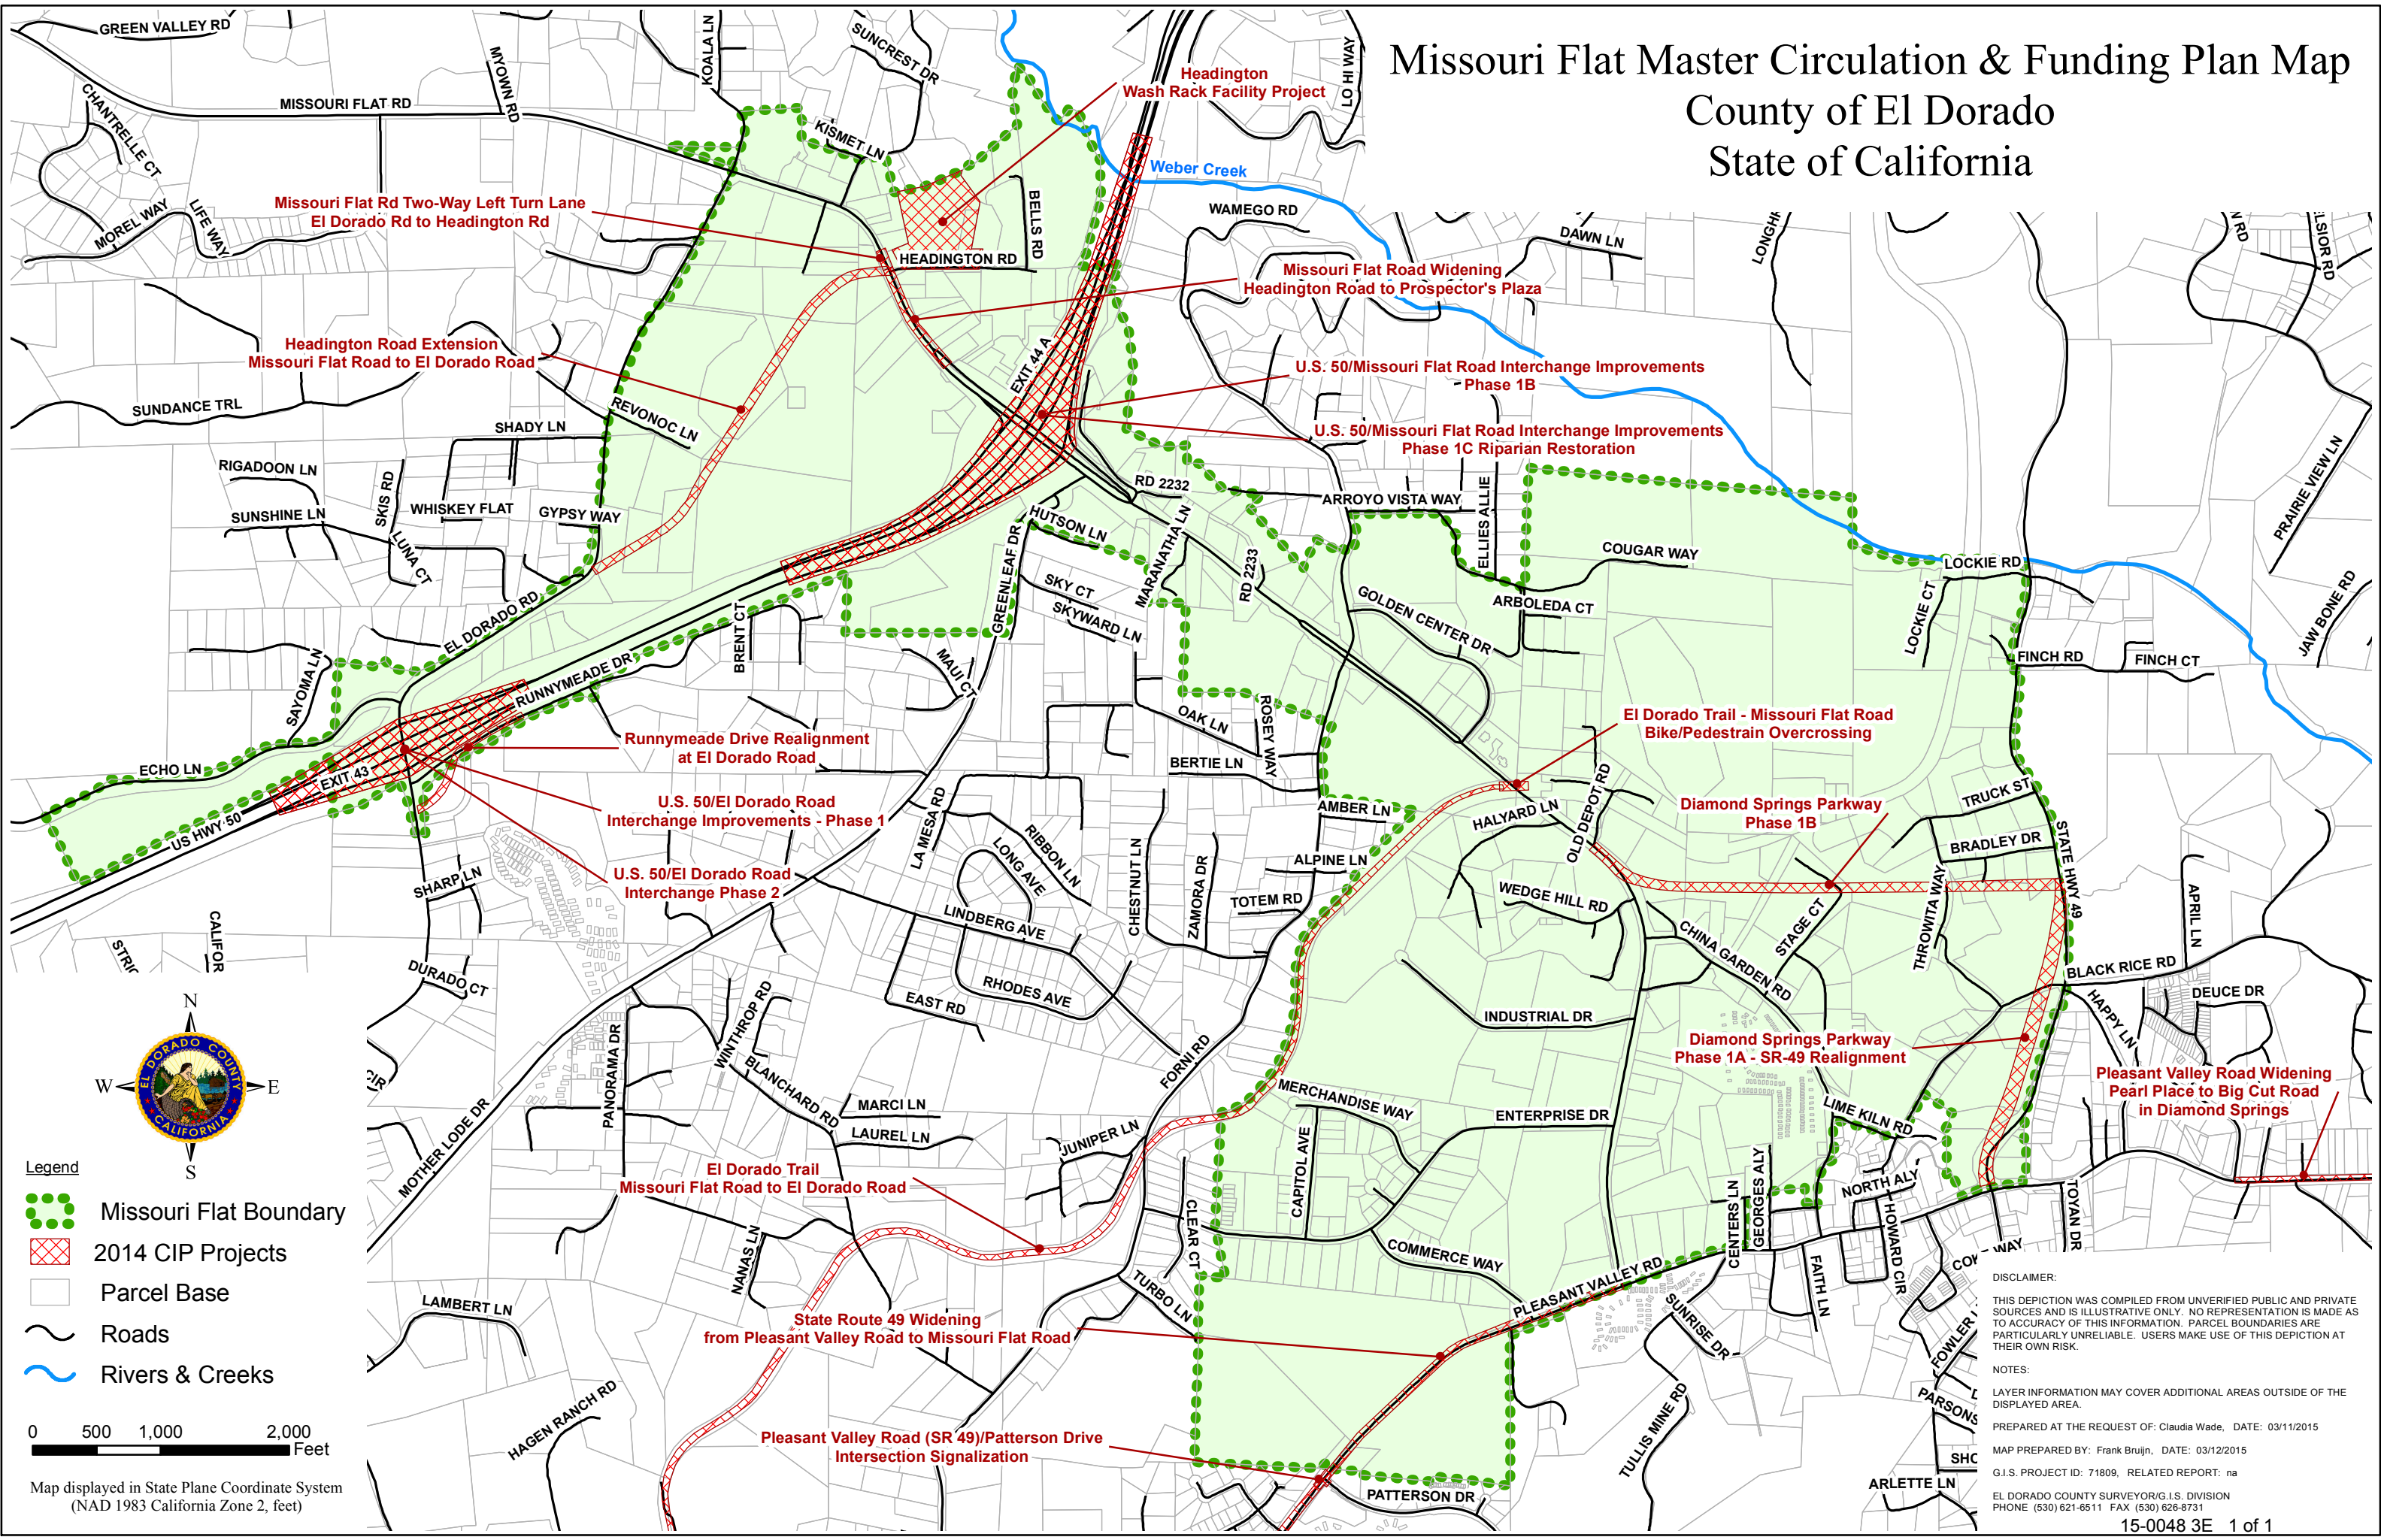 Missouri Flat Master Circulation & Funding Plan Map
County of El Dorado
State of California
GREEN VALLEY RD
MISSOURI FLAT RD
MYOWN RD
KOALA LN
SUNCREST DR
KISMET LN
Headington
Wash Rack Facility Project
LO HI WAY
Weber Creek
CHANTRELLE CT
MOREL WAY
LIFE WAY
Missouri Flat Rd Two-Way Left Turn Lane
El Dorado Rd to Headington Rd
BELLS RD
HEADINGTON RD
WAMEGO RD
DAWN LN
LONGHR
ELSIOR RD
Missouri Flat Road Widening
Headington Road to Prospector's Plaza
Headington Road Extension
Missouri Flat Road to El Dorado Road
EXIT 44 A
U.S. 50/Missouri Flat Road Interchange Improvements
Phase 1B
U.S. 50/Missouri Flat Road Interchange Improvements
Phase 1C Riparian Restoration
SUNDANCE TRL
REVONOC LN
SHADY LN
RIGADOON LN
SKIS RD
WHISKEY FLAT
GYPSY WAY
SUNSHINE LN
LUNA CT
RD 2232
ARROYO VISTA WAY
ELLIES ALLIE
HUTSON LN
MARANATHA LN
RD 2233
COUGAR WAY
PRAIRIE VIEW LN
LOCKIE RD
LOCKIE CT
JAW BONE RD
GREENLEAF DR
SKY CT
SKYWARD LN
GOLDEN CENTER DR
ARBOLEDA CT
EL DORADO RD
BRENT CT
RUNNYMEADE DR
MAUI CT
FINCH RD
FINCH CT
SAYOMA LN
OAK LN
ROSEY WAY
El Dorado Trail - Missouri Flat Road
Bike/Pedestrain Overcrossing
Runnymeade Drive Realignment
at El Dorado Road
ECHO LN
EXIT 43
US HWY 50
BERTIE LN
OLD DEPOT RD
TRUCK ST
U.S. 50/El Dorado Road
Interchange Improvements - Phase 1
LA MESA RD
AMBER LN
HALYARD LN
Diamond Springs Parkway
Phase 1B
STATE HWY 49
BRADLEY DR
RIBBON LN
LONG AVE
CHESTNUT LN
ZAMORA DR
ALPINE LN
SHARP LN
U.S. 50/El Dorado Road
Interchange Phase 2
TOTEM RD
WEDGE HILL RD
STAGE CT
THROWITA WAY
APRIL LN
CALIFOR
LINDBERG AVE
CHINA GARDEN RD
BLACK RICE RD
DURADO CT
RHODES AVE
EAST RD
INDUSTRIAL DR
DEUCE DR
HAPPY LN
WINTHROP RD
PANORAMA DR
BLANCHARD RD
FORNI RD
Diamond Springs Parkway
Phase 1A - SR-49 Realignment
Pleasant Valley Road Widening
Pearl Place to Big Cut Road
in Diamond Springs
CIR
MARCI LN
LAUREL LN
MERCHANDISE WAY
ENTERPRISE DR
LIME KILN RD
JUNIPER LN
CAPITOL AVE
MOTHER LODE DR
El Dorado Trail
Missouri Flat Road to El Dorado Road
GEORGES ALY
CENTERS LN
NORTH ALY
HOWARD CIR
TOYAN DR
CLEAR CT
NANAS LN
COMMERCE WAY
PLEASANT VALLEY RD
FAITH LN
TURBO LN
SUNRISE DR
LAMBERT LN
State Route 49 Widening
from Pleasant Valley Road to Missouri Flat Road
FOWLER
PARSONS
TULLIS MINE RD
HAGEN RANCH RD
Pleasant Valley Road (SR 49)/Patterson Drive
Intersection Signalization
PATTERSON DR
SHO
ARLETTE LN
N
W
E
S
EL DORADO COUNTY
CALIFORNIA
Legend
Missouri Flat Boundary
2014 CIP Projects
Parcel Base
Roads
Rivers & Creeks
0 500 1,000 2,000
Feet
Map displayed in State Plane Coordinate System
(NAD 1983 California Zone 2, feet)
DISCLAIMER:
THIS DEPICTION WAS COMPILED FROM UNVERIFIED PUBLIC AND PRIVATE
SOURCES AND IS ILLUSTRATIVE ONLY. NO REPRESENTATION IS MADE AS
TO ACCURACY OF THIS INFORMATION. PARCEL BOUNDARIES ARE
PARTICULARLY UNRELIABLE. USERS MAKE USE OF THIS DEPICTION AT
THEIR OWN RISK.
NOTES:
LAYER INFORMATION MAY COVER ADDITIONAL AREAS OUTSIDE OF THE
DISPLAYED AREA.
PREPARED AT THE REQUEST OF: Claudia Wade, DATE: 03/11/2015
MAP PREPARED BY: Frank Bruijn, DATE: 03/12/2015
G.I.S. PROJECT ID: 71809, RELATED REPORT: na
EL DORADO COUNTY SURVEYOR/G.I.S. DIVISION
PHONE (530) 621-6511 FAX (530) 626-8731
15-0048 3E 1 of 1